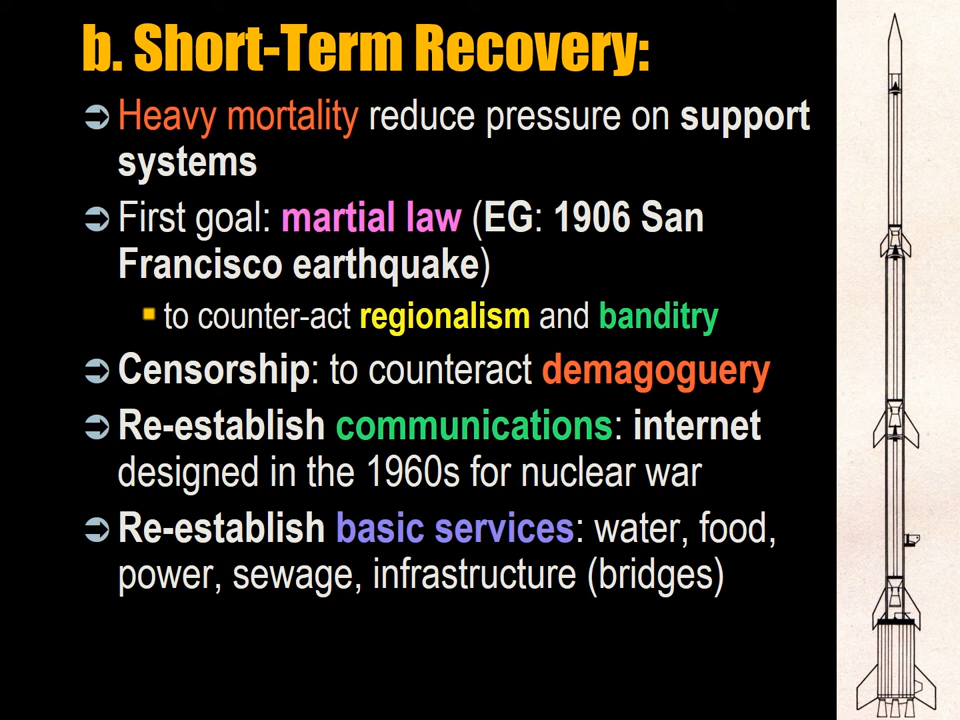 b. Short-Term Recovery:
Heavy mortality reduce pressure on support
systems
First goal: martial law (EG: 1906 San
Francisco earthquake)
to counter-act regionalism and banditry
Censorship: to counteract demagoguery
Re-establish communications: internet
designed in the 1960s for nuclear war
Re-establish basic services: water, food,
power, sewage, infrastructure (bridges)